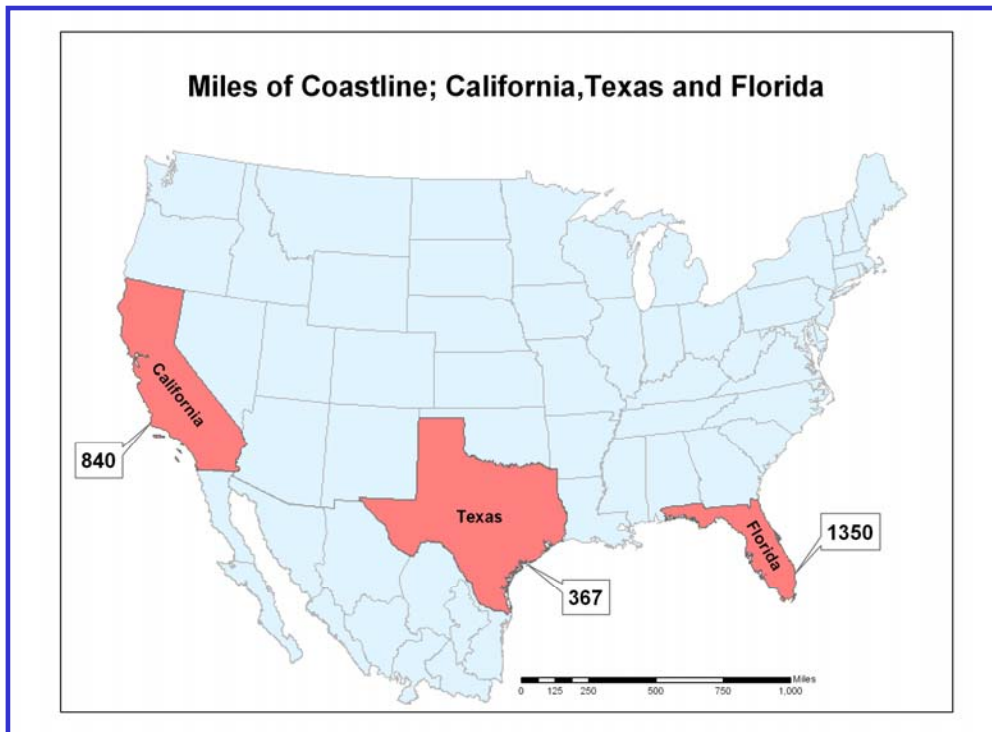 Miles of Coastline; California,Texas and Florida
California
840
Texas
367
Florida
1350
Miles
0 125 250 500 750 1,000